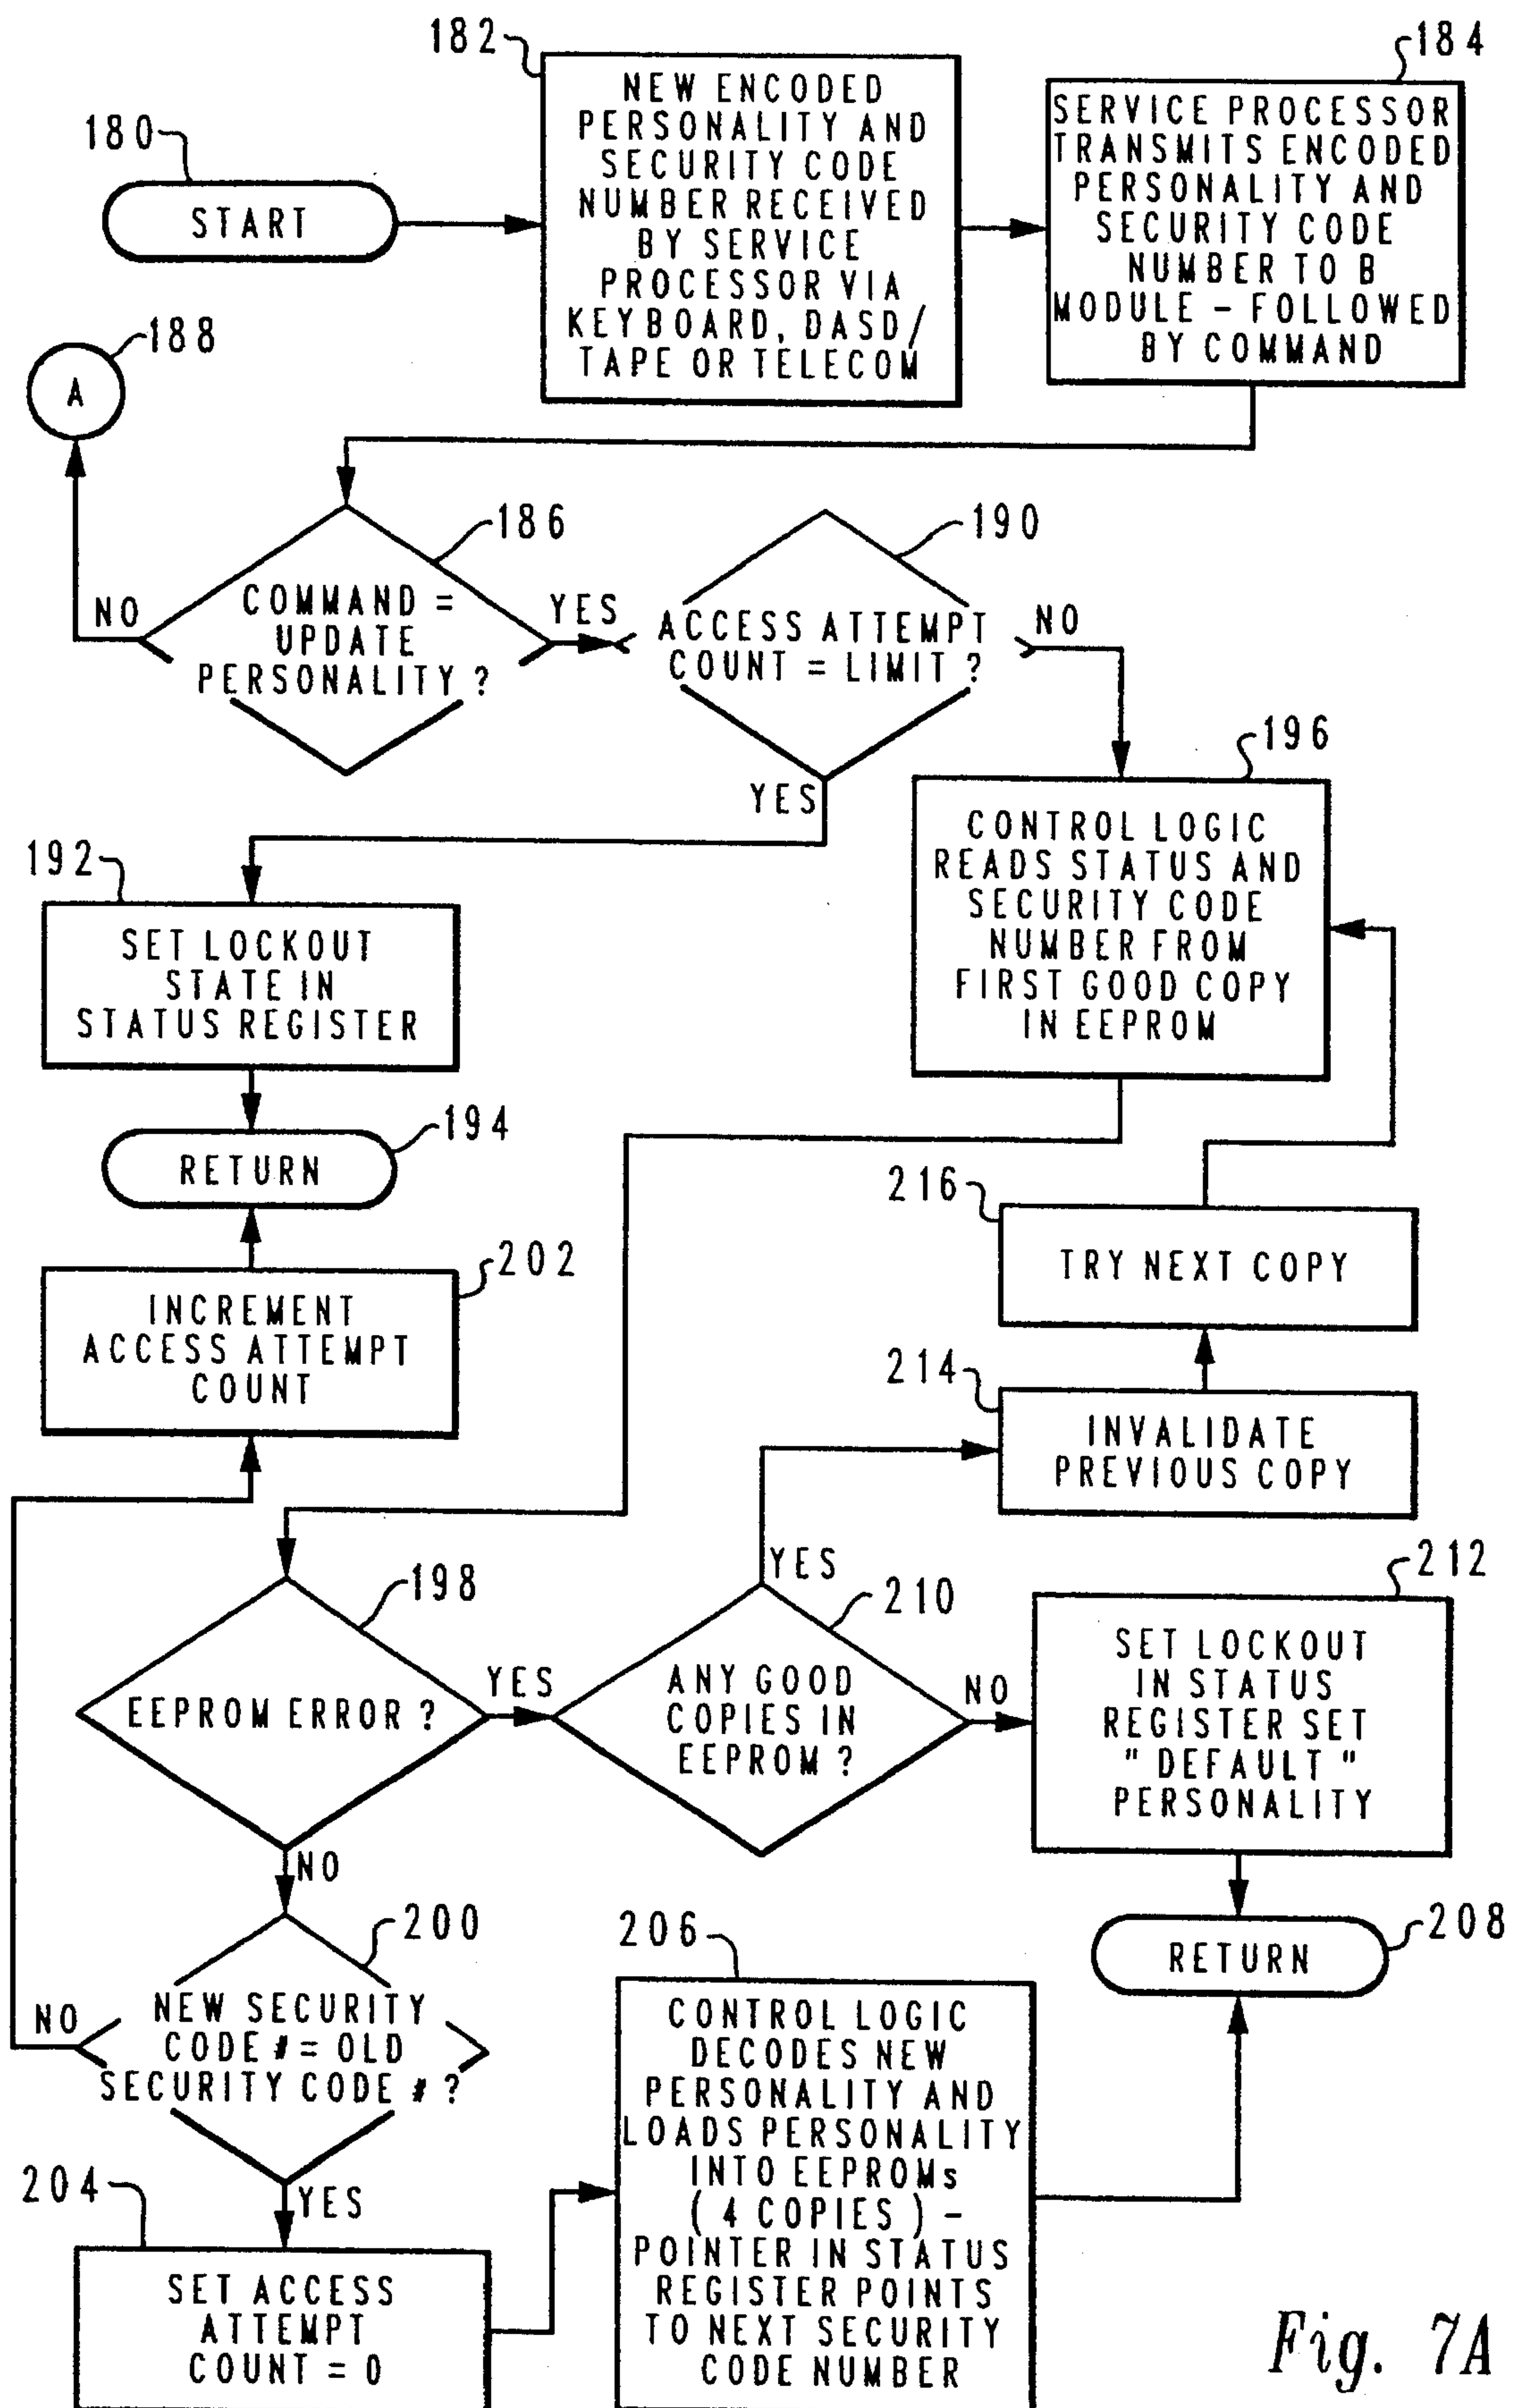 182
NEW ENCODED
PERSONALITY AND
SECURITY CODE
NUMBER RECEIVED
BY SERVICE
PROCESSOR VIA
KEYBOARD, DASD/
TAPE OR TELECOM
184
SERVICE PROCESSOR
TRANSMITS ENCODED
PERSONALITY AND
SECURITY CODE
NUMBER TO B
MODULE - FOLLOWED
BY COMMAND
180
START
188
A
186
COMMAND =
UPDATE
PERSONALITY ?
NO
YES
190
ACCESS ATTEMPT
COUNT = LIMIT ?
NO
YES
196
CONTROL LOGIC
READS STATUS AND
SECURITY CODE
NUMBER FROM
FIRST GOOD COPY
IN EEPROM
192
SET LOCKOUT
STATE IN
STATUS REGISTER
194
RETURN
202
INCREMENT
ACCESS ATTEMPT
COUNT
216
TRY NEXT COPY
214
INVALIDATE
PREVIOUS COPY
198
EEPROM ERROR ?
YES
NO
210
YES
ANY GOOD
COPIES IN
EEPROM ?
NO
212
SET LOCKOUT
IN STATUS
REGISTER SET
" DEFAULT "
PERSONALITY
208
RETURN
200
NO
NEW SECURITY
CODE # = OLD
SECURITY CODE # ?
YES
204
SET ACCESS
ATTEMPT
COUNT = 0
206
CONTROL LOGIC
DECODES NEW
PERSONALITY AND
LOADS PERSONALITY
INTO EEPROMs
( 4 COPIES ) -
POINTER IN STATUS
REGISTER POINTS
TO NEXT SECURITY
CODE NUMBER
Fig. 7A